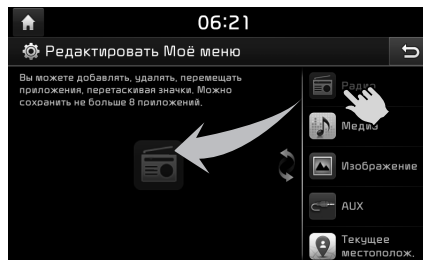 06:21
Редактировать Моё меню
Вы можете добавлять, удалять, перемещать
приложения, перетаскивая значки. Можно
сохранить не больше 8 приложений.
Радио
Медиа
Изображение
AUX
Текущее
местополож.